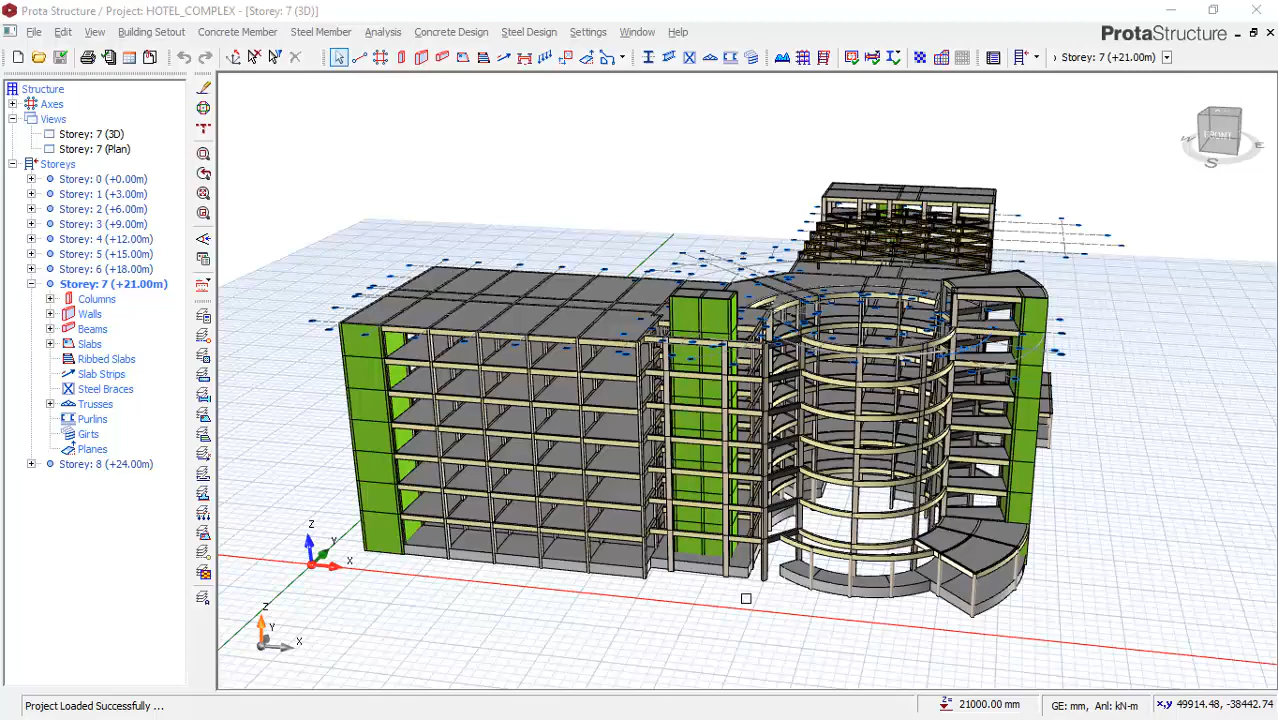 Prota Structure / Project: HOTEL_COMPLEX - [Storey: 7 (3D)]
File Edit View Building Setout Concrete Member Steel Member Analysis Concrete Design Steel Design Settings Window Help
ProtaStructure
Storey: 7 (+21.00m)
Structure
Axes
Views
Storey: 7 (3D)
Storey: 7 (Plan)
Storeys
Storey: 0 (+0.00m)
Storey: 1 (+3.00m)
Storey: 2 (+6.00m)
Storey: 3 (+9.00m)
Storey: 4 (+12.00m)
Storey: 5 (+15.00m)
Storey: 6 (+18.00m)
Storey: 7 (+21.00m)
Columns
Walls
Beams
Slabs
Ribbed Slabs
Slab Strips
Steel Braces
Trusses
Purlins
Girts
Planes
Storey: 8 (+24.00m)
FRONT
W
E
S
Z
Y
X
Z
Y
X
Project Loaded Successfully ...
Z= 21000.00 mm
GE: mm, Anl: kN-m
x,y 49914.48, -38442.74